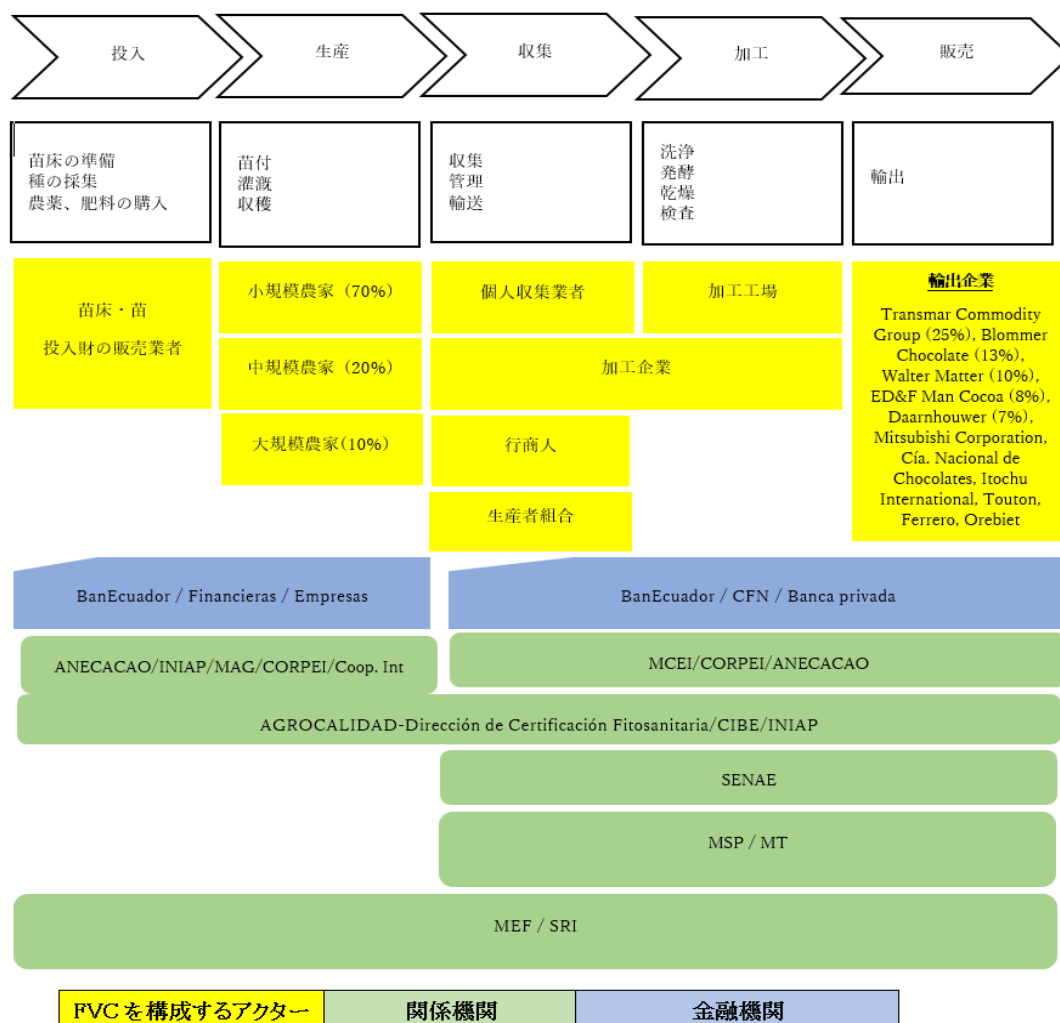 投入
生産
収集
加工
販売
苗床の準備
種の採集
農薬、肥料の購入
苗付
灌漑
収穫
収集
管理
輸送
洗浄
発酵
乾燥
検査
輸出
苗床・苗
投入財の販売業者
小規模農家（70%）
中規模農家（20%）
大規模農家(10%)
個人収集業者
加工工場
加工企業
行商人
生産者組合
輸出企業
Transmar Commodity
Group (25%), Blommer
Chocolate (13%),
Walter Matter (10%),
ED&F Man Cocoa (8%),
Daarnhouwer (7%),
Mitsubishi Corporation,
Cía. Nacional de
Chocolates, Itochu
International, Touton,
Ferrero, Orebiet
BanEcuador / Financieras / Empresas
BanEcuador / CFN / Banca privada
ANECACAO/INIAP/MAG/CORPEI/Coop. Int
MCEI/CORPEI/ANECACAO
AGROCALIDAD-Dirección de Certificación Fitosanitaria/CIBE/INIAP
SENAE
MSP / MT
MEF / SRI
FVCを構成するアクター
関係機関
金融機関